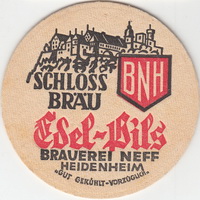 SCHLOSS
BRÄU
BNH
Edel-Pils
BRAUEREI NEFF
HEIDENHEIM
„GUT GEKÜHLT-VORZÜGLICH"